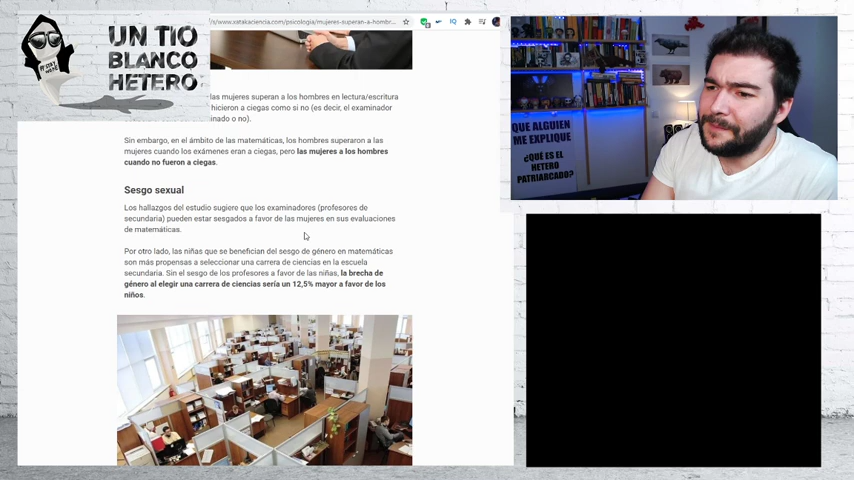 UN TIO
BLANCO
HETERO
s://www.xatakaciencia.com/psicologia/mujeres-superan-a-hombr...
las mujeres superan a los hombres en lectura/escritura
hicieron a ciegas como si no (es decir, el examinador
inado o no).
Sin embargo, en el ámbito de las matemáticas, los hombres superaron a las
mujeres cuando los exámenes eran a ciegas, pero las mujeres a los hombres
cuando no fueron a ciegas.
Sesgo sexual
Los hallazgos del estudio sugiere que los examinadores (profesores de
secundaria) pueden estar sesgados a favor de las mujeres en sus evaluaciones
de matemáticas.
Por otro lado, las niñas que se benefician del sesgo de género en matemáticas
son más propensas a seleccionar una carrera de ciencias en la escuela
secundaria. Sin el sesgo de los profesores a favor de las niñas, la brecha de
género al elegir una carrera de ciencias sería un 12,5% mayor a favor de los
niños.
QUE ALGUIEN
ME EXPLIQUE
¿QUÉ ES EL
HETERO
PATRIARCADO?